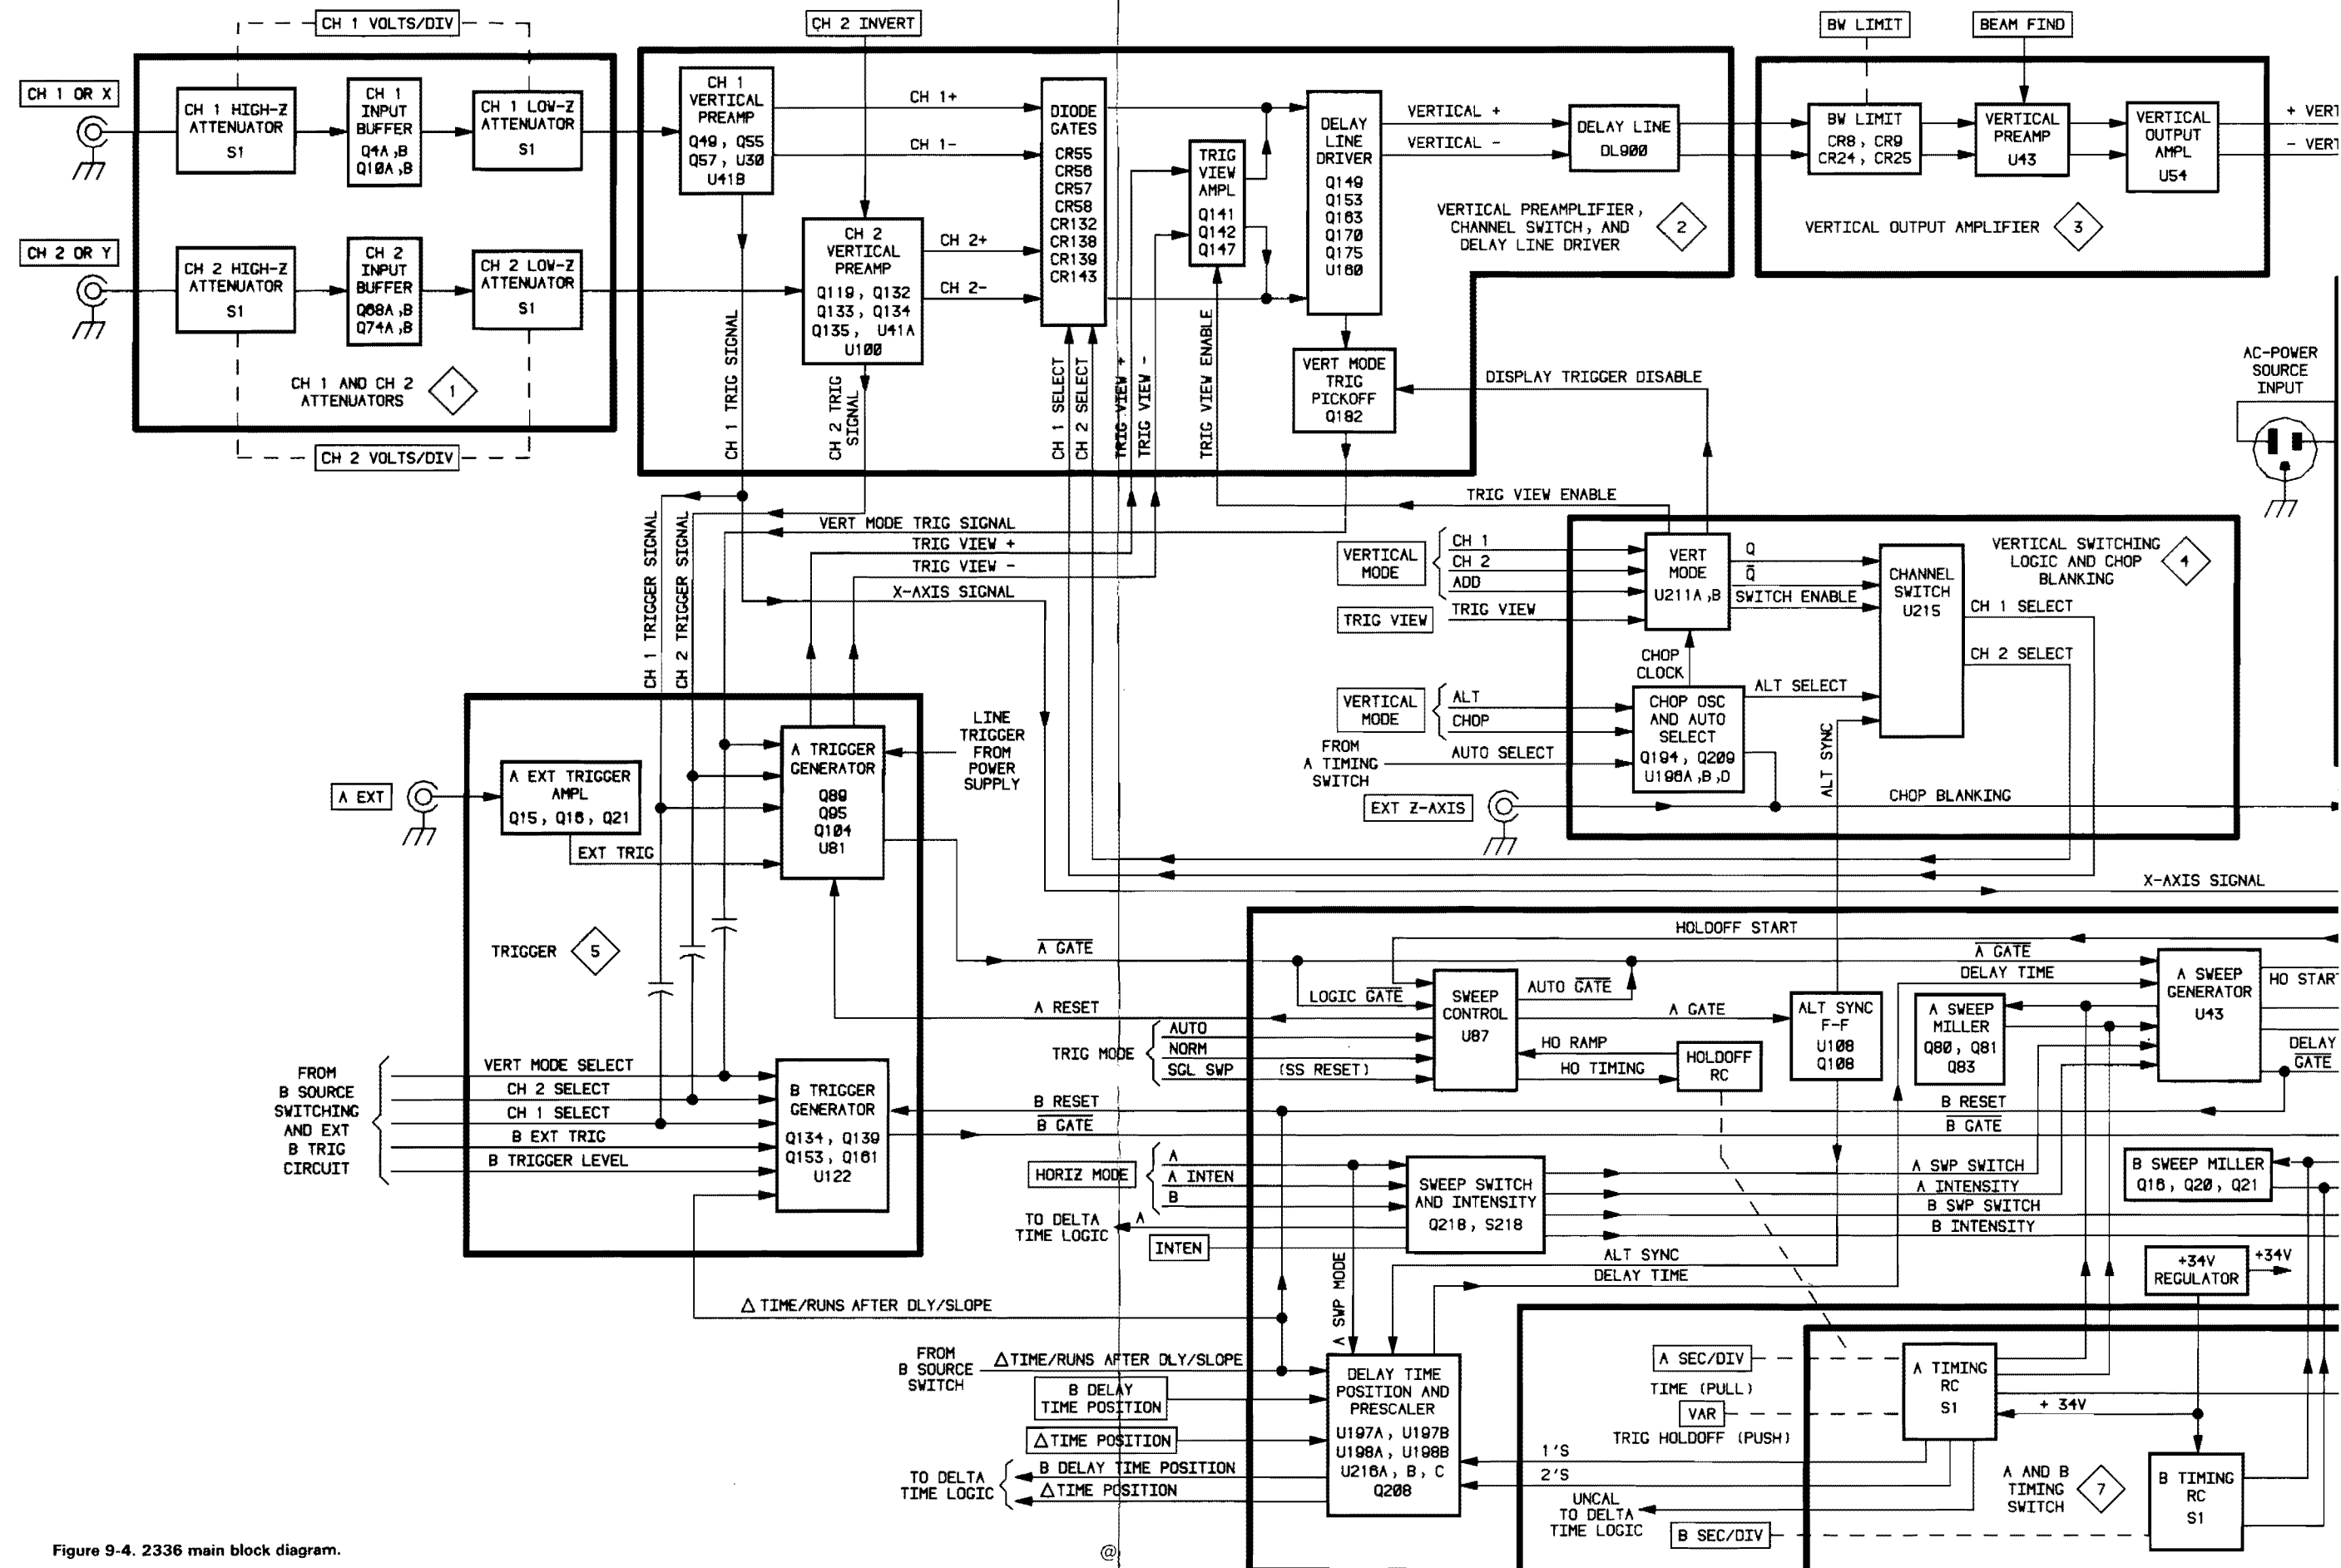 CH 1 VOLTS/DIV
CH 2 INVERT
BW LIMIT
BEAM FIND
CH 1 OR X
CH 1 HIGH-Z
ATTENUATOR
S1
CH 1
INPUT
BUFFER
Q4A,B
Q10A,B
CH 1 LOW-Z
ATTENUATOR
S1
CH 1
VERTICAL
PREAMP
Q49, Q55
Q57, U30
U41B
CH 1+
CH 1-
DIODE
GATES
CR55
CR56
CR57
CR58
CR132
CR138
CR139
CR143
TRIG
VIEW
AMPL
Q141
Q142
Q147
DELAY
LINE
DRIVER
Q149
Q153
Q163
Q170
Q175
U160
VERTICAL +
VERTICAL -
DELAY LINE
DL900
BW LIMIT
CR8, CR9
CR24, CR25
VERTICAL
PREAMP
U43
VERTICAL
OUTPUT
AMPL
U54
+ VERT
- VERT
CH 2 OR Y
CH 2 HIGH-Z
ATTENUATOR
S1
CH 2
INPUT
BUFFER
Q68A,B
Q74A,B
CH 2 LOW-Z
ATTENUATOR
S1
CH 2
VERTICAL
PREAMP
Q119, Q132
Q133, Q134
Q135, U41A
U100
CH 2+
CH 2-
VERTICAL PREAMPLIFIER,
CHANNEL SWITCH, AND
DELAY LINE DRIVER
2
VERTICAL OUTPUT AMPLIFIER
3
CH 1 AND CH 2
ATTENUATORS
1
CH 2 VOLTS/DIV
CH 1 TRIG SIGNAL
CH 2 TRIG
SIGNAL
CH 1 SELECT
CH 2 SELECT
TRIG VIEW +
TRIG VIEW -
TRIG VIEW ENABLE
VERT MODE
TRIG
PICKOFF
Q182
DISPLAY TRIGGER DISABLE
AC-POWER
SOURCE
INPUT
TRIG VIEW ENABLE
VERT MODE TRIG SIGNAL
TRIG VIEW +
TRIG VIEW -
X-AXIS SIGNAL
CH 1 TRIGGER SIGNAL
CH 2 TRIGGER SIGNAL
VERTICAL
MODE
CH 1
CH 2
ADD
TRIG VIEW
TRIG VIEW
VERT
MODE
U211A,B
Q
Q̅
SWITCH ENABLE
CHANNEL
SWITCH
U215
VERTICAL SWITCHING
LOGIC AND CHOP
BLANKING
4
CH 1 SELECT
CH 2 SELECT
CHOP
CLOCK
VERTICAL
MODE
ALT
CHOP
FROM
A TIMING
SWITCH
AUTO SELECT
CHOP OSC
AND AUTO
SELECT
Q194, Q209
U196A,B,D
ALT SELECT
ALT SYNC
EXT Z-AXIS
CHOP BLANKING
A EXT
A EXT TRIGGER
AMPL
Q15, Q16, Q21
EXT TRIG
A TRIGGER
GENERATOR
Q89
Q95
Q104
U81
LINE
TRIGGER
FROM
POWER
SUPPLY
X-AXIS SIGNAL
TRIGGER
5
A̅ ̅G̅A̅T̅E̅
HOLDOFF START
A̅ ̅G̅A̅T̅E̅
DELAY TIME
LOGIC G̅A̅T̅E̅
SWEEP
CONTROL
U87
AUTO G̅A̅T̅E̅
A GATE
A RESET
TRIG MODE
AUTO
NORM
SGL SWP
(SS RESET)
HO RAMP
HO TIMING
HOLDOFF
RC
ALT SYNC
F-F
U108
Q108
A SWEEP
MILLER
Q80, Q81
Q83
A SWEEP
GENERATOR
U43
HO START
DELAY
G̅A̅T̅E̅
FROM
B SOURCE
SWITCHING
AND EXT
B TRIG
CIRCUIT
VERT MODE SELECT
CH 2 SELECT
CH 1 SELECT
B EXT TRIG
B TRIGGER LEVEL
B TRIGGER
GENERATOR
Q134, Q139
Q153, Q161
U122
B RESET
B̅ ̅G̅A̅T̅E̅
B RESET
B̅ ̅G̅A̅T̅E̅
HORIZ MODE
A
A INTEN
B
TO DELTA
TIME LOGIC
A
INTEN
SWEEP SWITCH
AND INTENSITY
Q218, S218
A SWP SWITCH
A INTENSITY
B SWP SWITCH
B INTENSITY
B SWEEP MILLER
Q16, Q20, Q21
ALT SYNC
DELAY TIME
A SWP MODE
+34V
REGULATOR
+34V
△ TIME/RUNS AFTER DLY/SLOPE
FROM
B SOURCE
SWITCH
△TIME/RUNS AFTER DLY/SLOPE
B DELAY
TIME POSITION
△TIME POSITION
TO DELTA
TIME LOGIC
B DELAY TIME POSITION
△TIME POSITION
DELAY TIME
POSITION AND
PRESCALER
U197A, U197B
U198A, U198B
U216A, B, C
Q208
A SEC/DIV
TIME (PULL)
VAR
TRIG HOLDOFF (PUSH)
1'S
2'S
UNCAL
TO DELTA
TIME LOGIC
B SEC/DIV
A TIMING
RC
S1
+ 34V
A AND B
TIMING
SWITCH
7
B TIMING
RC
S1
Figure 9-4. 2336 main block diagram.
@